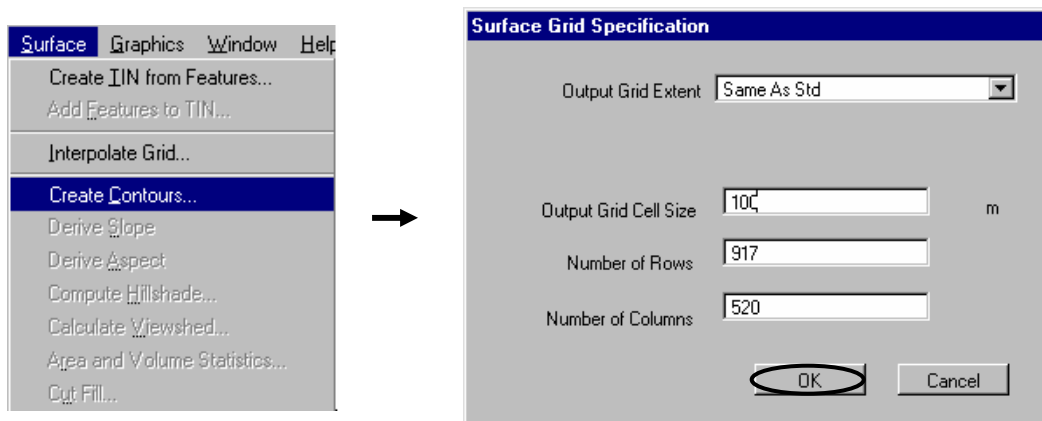 Surface Graphics Window Help
Create TIN from Features...
Add Features to TIN...
Interpolate Grid...
Create Contours...
Derive Slope
Derive Aspect
Compute Hillshade...
Calculate Viewshed...
Area and Volume Statistics...
Cut Fill...
Surface Grid Specification
Output Grid Extent Same As Std
Output Grid Cell Size 100 m
Number of Rows 917
Number of Columns 520
OK Cancel